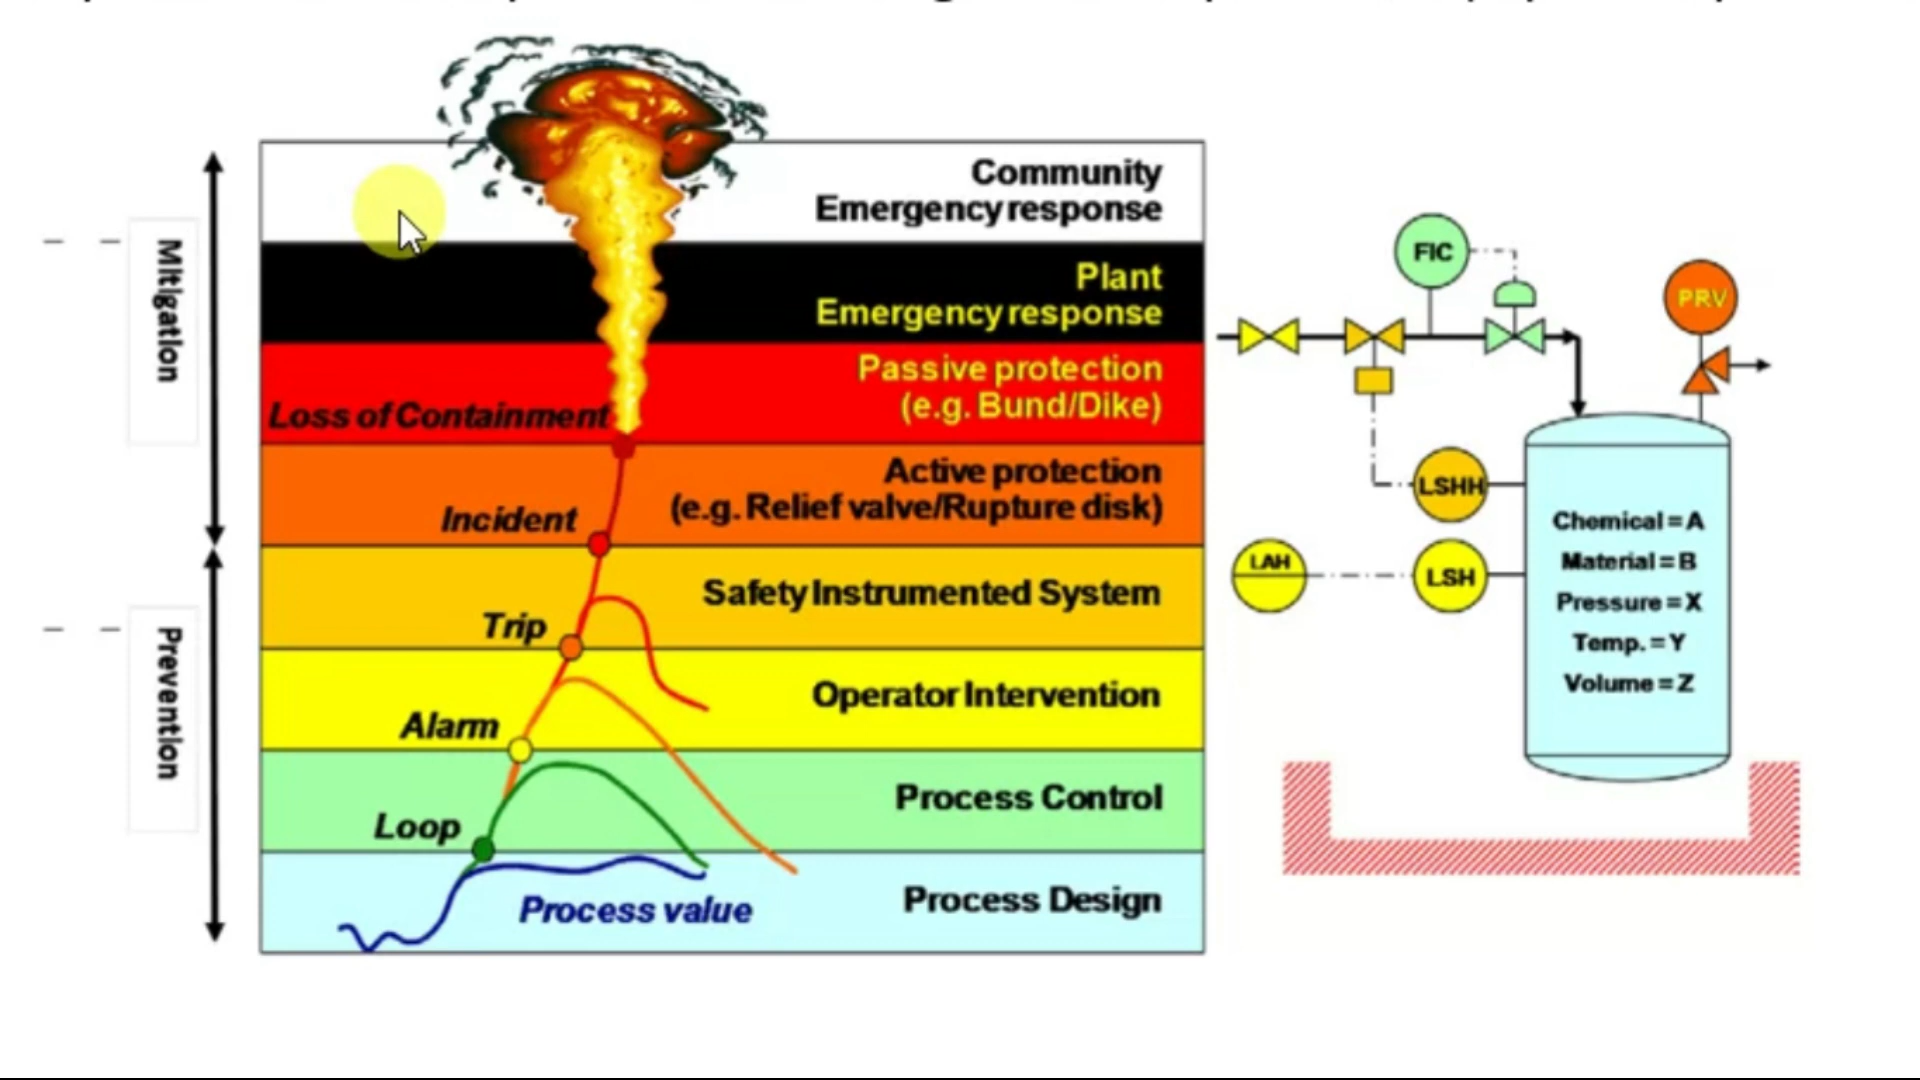 Community
Emergency response
Plant
Emergency response
Passive protection
(e.g. Bund/Dike)
Loss of Containment
Active protection
(e.g. Relief valve/Rupture disk)
Incident
Safety Instrumented System
Trip
Operator Intervention
Alarm
Process Control
Loop
Process value
Process Design
Mitigation
Prevention
FIC
PRV
LSHH
LAH
LSH
Chemical = A
Material = B
Pressure = X
Temp. = Y
Volume = Z